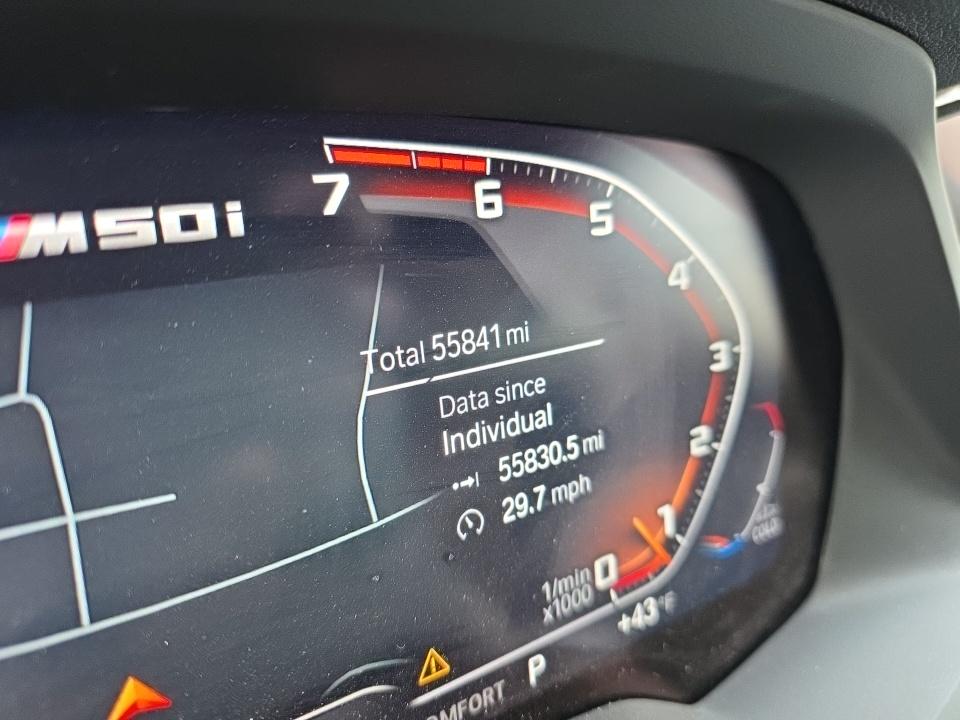 7
6
5
M50i
4
Total 55841 mi
3
Data since
Individual
2
55830.5 mi
29.7 mph
1
0
1/min
x1000
+43°F
P
COMFORT